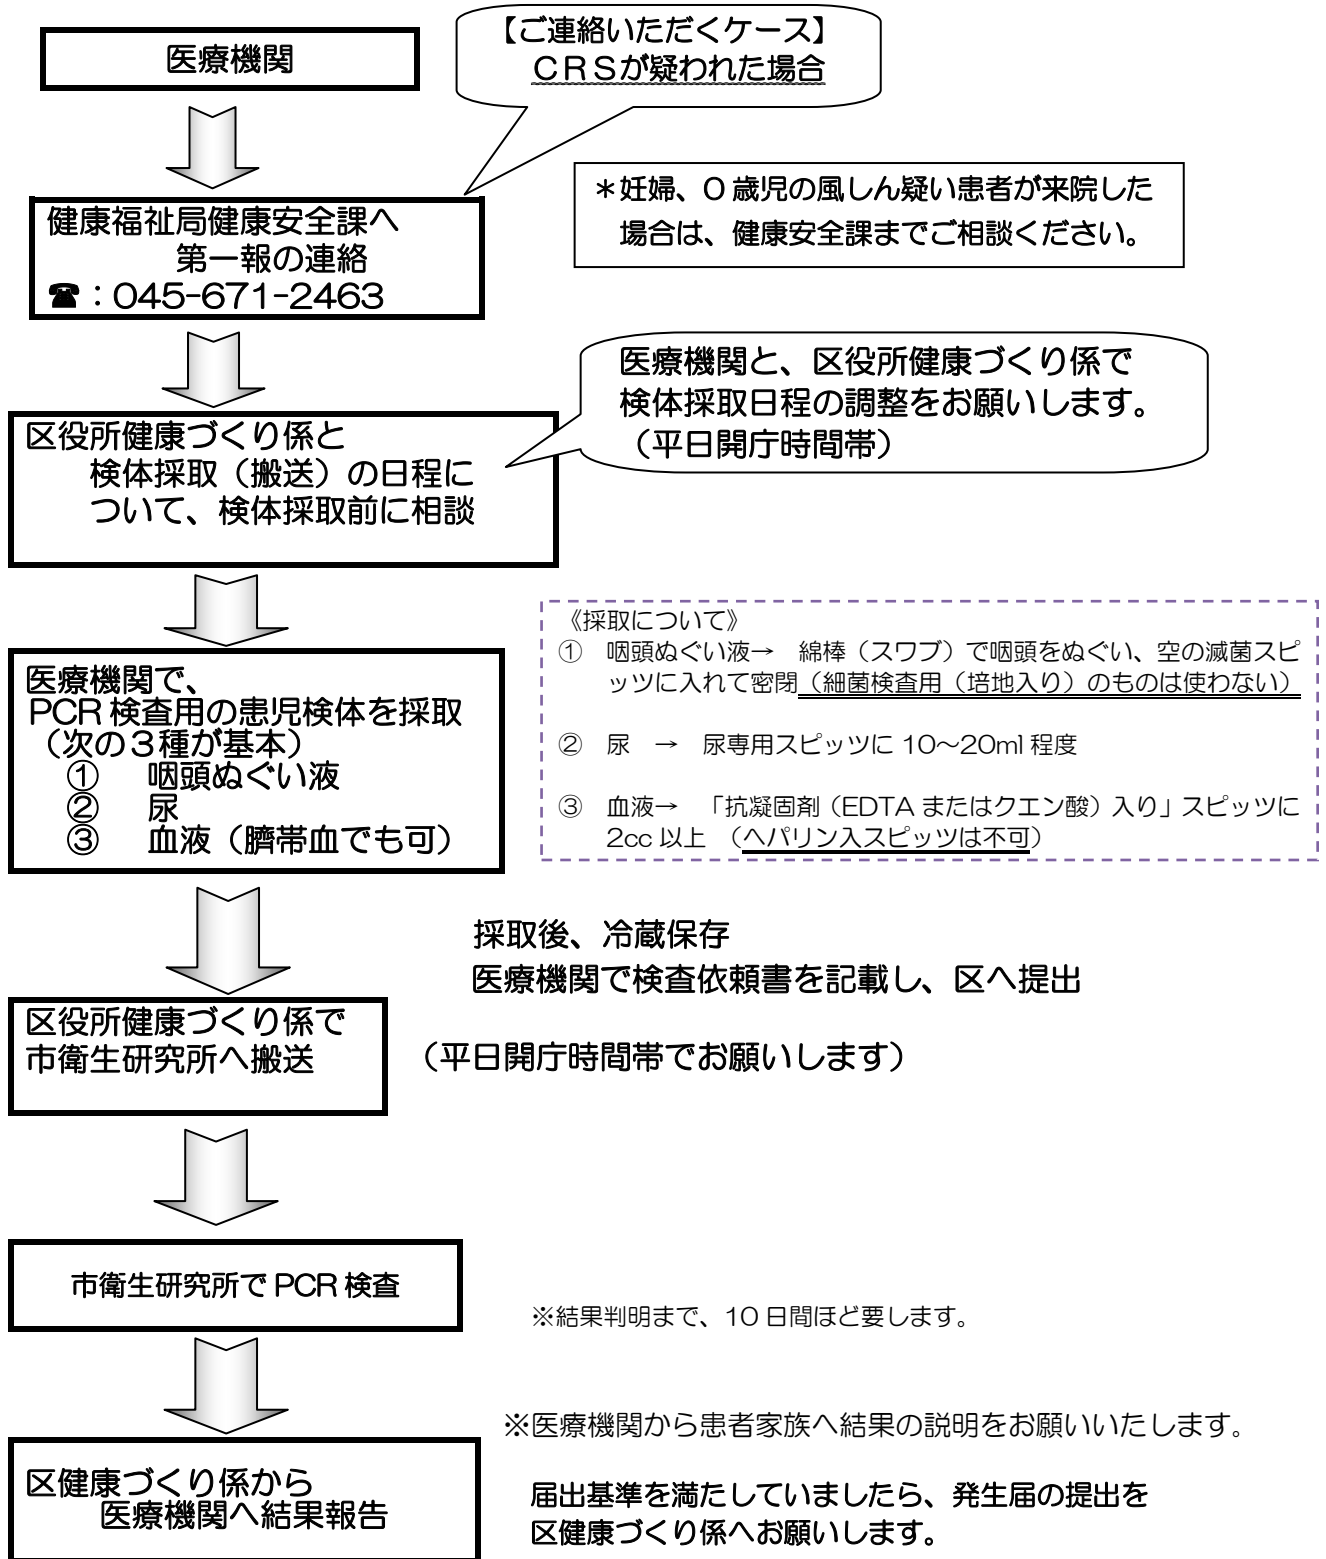 医療機関
【ご連絡いただくケース】
ＣＲＳが疑われた場合
＊妊婦、０歳児の風しん疑い患者が来院した
場合は、健康安全課までご相談ください。
健康福祉局健康安全課へ
第一報の連絡
☎：045-671-2463
医療機関と、区役所健康づくり係で
検体採取日程の調整をお願いします。
（平日開庁時間帯）
区役所健康づくり係と
検体採取（搬送）の日程に
ついて、検体採取前に相談
《採取について》
① 咽頭ぬぐい液→ 綿棒（スワブ）で咽頭をぬぐい、空の滅菌スピ
ッツに入れて密閉（細菌検査用（培地入り）のものは使わない）
② 尿 → 尿専用スピッツに 10～20ml 程度
③ 血液→ 「抗凝固剤（EDTA またはクエン酸）入り」スピッツに
2cc 以上 （ヘパリン入スピッツは不可）
医療機関で、
PCR 検査用の患児検体を採取
（次の３種が基本）
① 咽頭ぬぐい液
② 尿
③ 血液（臍帯血でも可）
採取後、冷蔵保存
医療機関で検査依頼書を記載し、区へ提出
区役所健康づくり係で
市衛生研究所へ搬送
（平日開庁時間帯でお願いします）
市衛生研究所で PCR 検査
※結果判明まで、10 日間ほど要します。
※医療機関から患者家族へ結果の説明をお願いいたします。
区健康づくり係から
医療機関へ結果報告
届出基準を満たしていましたら、発生届の提出を
区健康づくり係へお願いします。